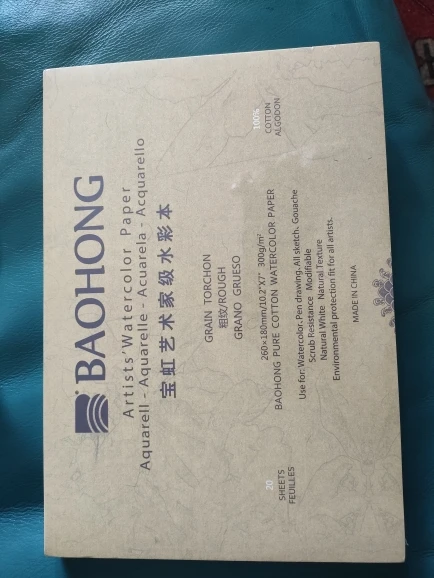 BAOHONG
Artists' Watercolor Paper
Aquarell - Aquarelle - Acuarela - Acquarello
宝虹艺术家级水彩本
GRAIN TORCHON
粗纹/ROUGH
GRANO GRUESO
20
SHEETS
FEUILLES
260×180mm/10.2"X7" 300g/m²
BAOHONG PURE COTTON WATERCOLOR PAPER
100%
COTTON
ALGODON
Use for: Watercolor. Pen drawing. All sketch. Gouache
Scrub Resistance Modifiable
Natural White Natural Texture
Environmental protection fit for all artists.
MADE IN CHINA